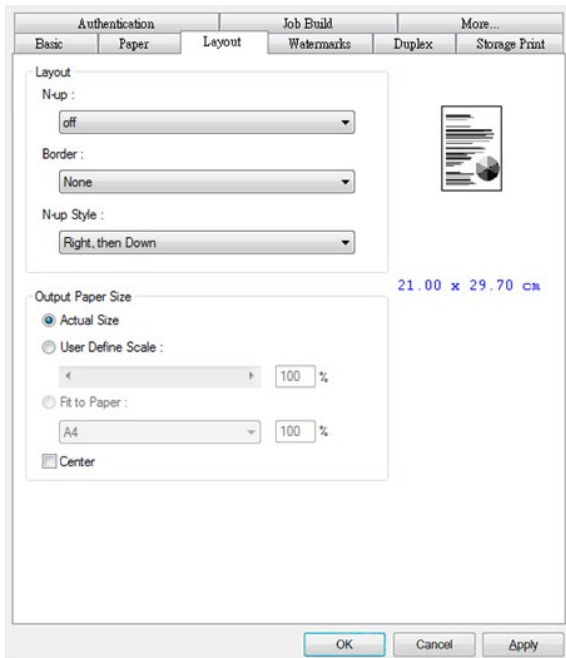 Authentication Job Build More...
Basic Paper Layout Watermarks Duplex Storage Print
Layout
N-up :
off
Border :
None
N-up Style :
Right, then Down
21.00 x 29.70 cm
Output Paper Size
Actual Size
User Define Scale :
100 %
Fit to Paper :
A4 100 %
Center
OK Cancel Apply